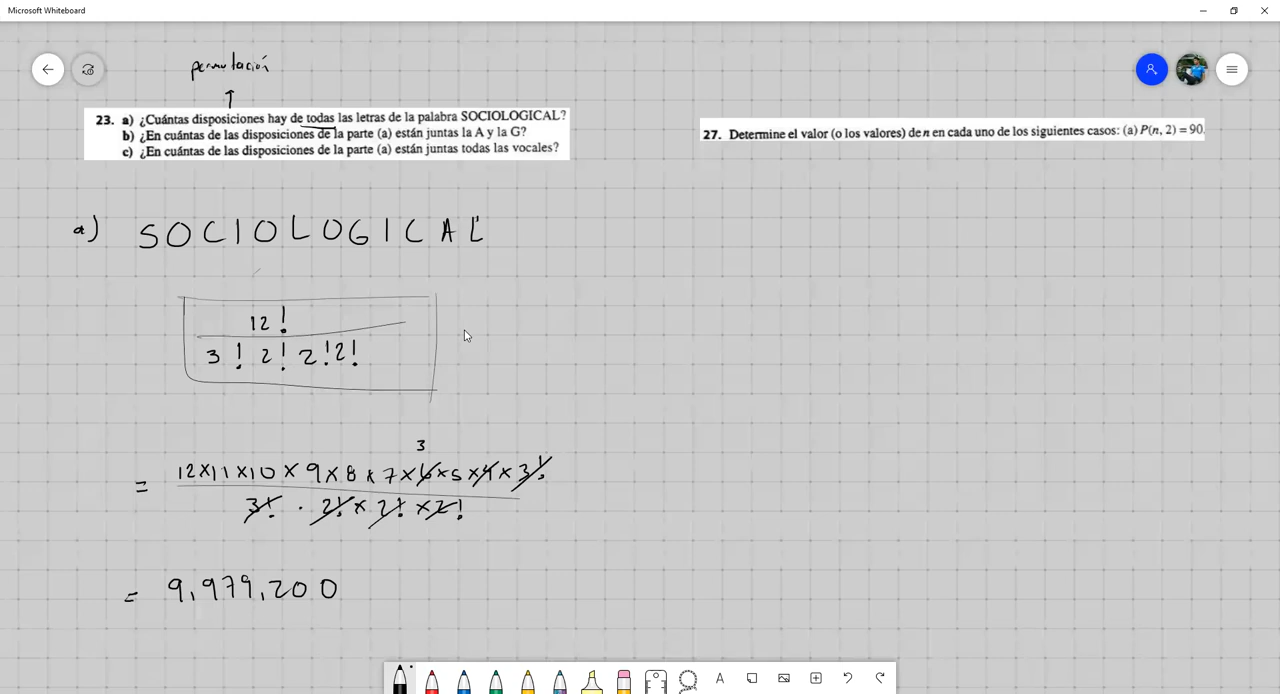 Microsoft Whiteboard
permutación
23. a) ¿Cuántas disposiciones hay de todas las letras de la palabra SOCIOLOGICAL?
b) ¿En cuántas de las disposiciones de la parte (a) están juntas la A y la G?
c) ¿En cuántas de las disposiciones de la parte (a) están juntas todas las vocales?
27. Determine el valor (o los valores) de n en cada uno de los siguientes casos: (a) P(n, 2) = 90.
a) SOCIOLOGICAL
12!
3! 2! 2! 2!
3
= 12×11×10×9×8×7×6×5×4×3!
3! · 2! × 2! × 2!
= 9,979,200
A